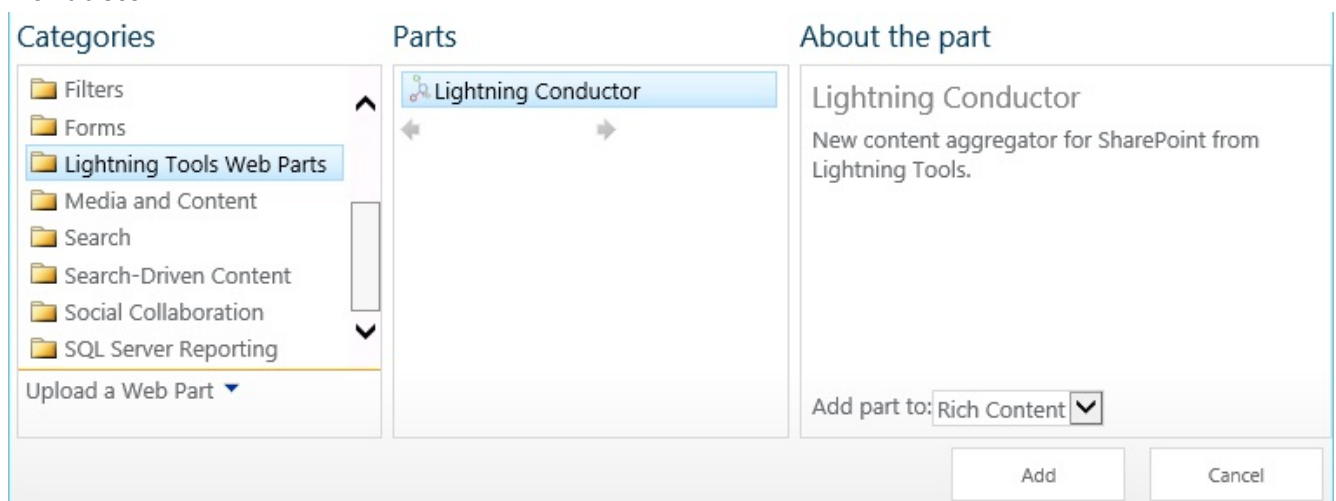 Categories
Parts
About the part
Filters
Forms
Lightning Tools Web Parts
Media and Content
Search
Search-Driven Content
Social Collaboration
SQL Server Reporting
Upload a Web Part
Lightning Conductor
Lightning Conductor
New content aggregator for SharePoint from
Lightning Tools.
Add part to: Rich Content
Add
Cancel